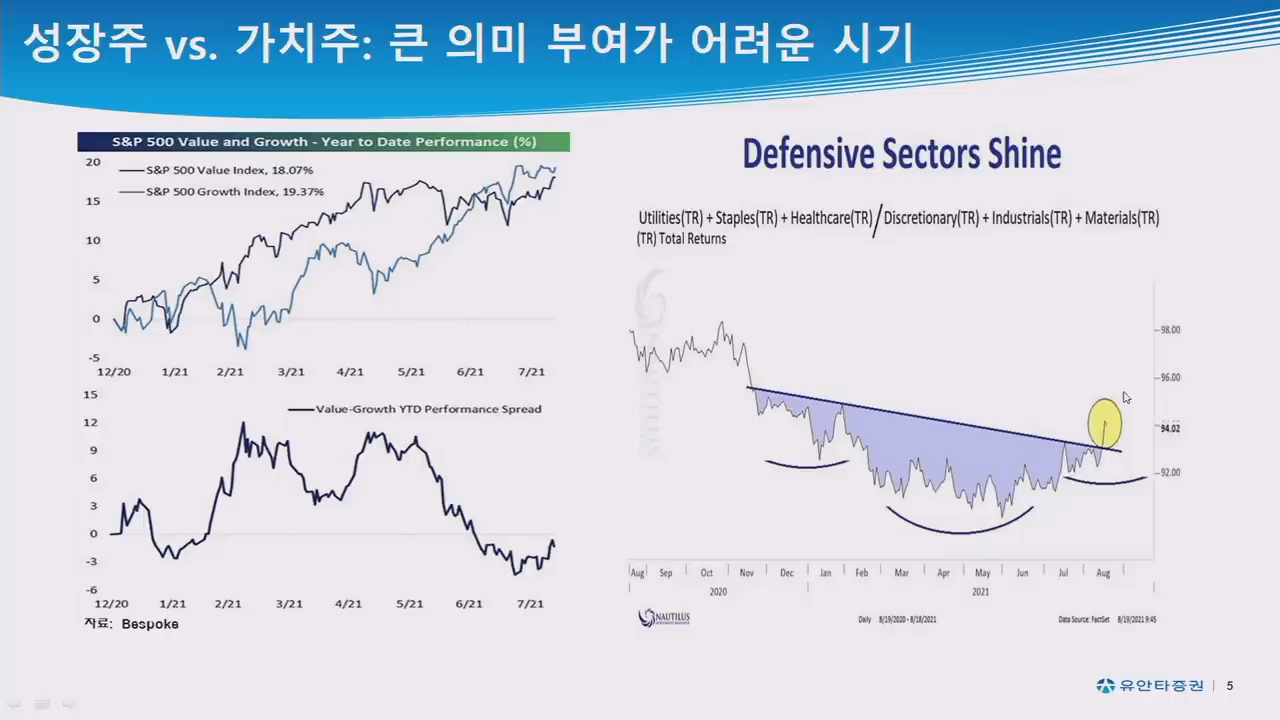 성장주 vs. 가치주: 큰 의미 부여가 어려운 시기
S&P 500 Value and Growth - Year to Date Performance (%)
20
15
10
5
0
-5
S&P 500 Value Index, 18.07%
S&P 500 Growth Index, 19.37%
12/20 1/21 2/21 3/21 4/21 5/21 6/21 7/21
15
12
9
6
3
0
-3
-6
Value-Growth YTD Performance Spread
12/20 1/21 2/21 3/21 4/21 5/21 6/21 7/21
자료: Bespoke
Defensive Sectors Shine
Utilities(TR) + Staples(TR) + Healthcare(TR) / Discretionary(TR) + Industrials(TR) + Materials(TR)
(TR) Total Returns
NAUTILUS
98.00
96.00
94.02
92.00
Aug Sep Oct Nov Dec Jan Feb Mar Apr May Jun Jul Aug
2020 2021
NAUTILUS
Daily 8/19/2020 - 8/18/2021 Data Source: FactSet 8/19/2021 9:45
유안타증권 5